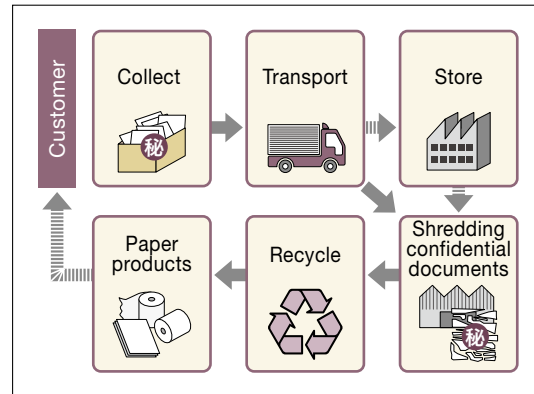 Customer
Collect
秘
Transport
Store
Shredding
confidential
documents
秘
Recycle
Paper
products